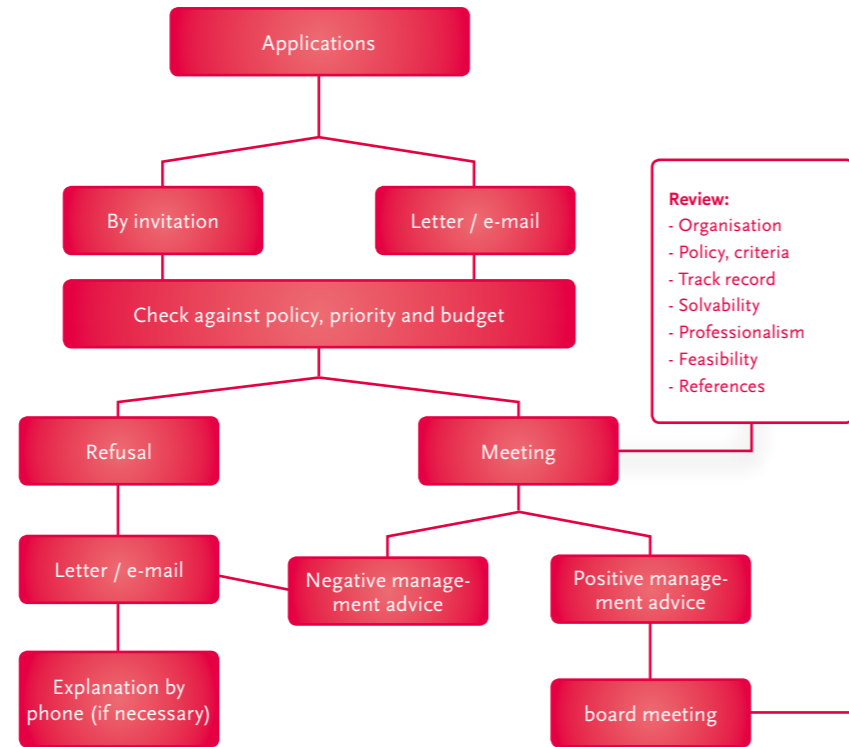 Applications
By invitation
Letter / e-mail
Review:
- Organisation
- Policy, criteria
- Track record
- Solvability
- Professionalism
- Feasibility
- References
Check against policy, priority and budget
Refusal
Meeting
Letter / e-mail
Negative manage-
ment advice
Positive manage-
ment advice
Explanation by
phone (if necessary)
board meeting